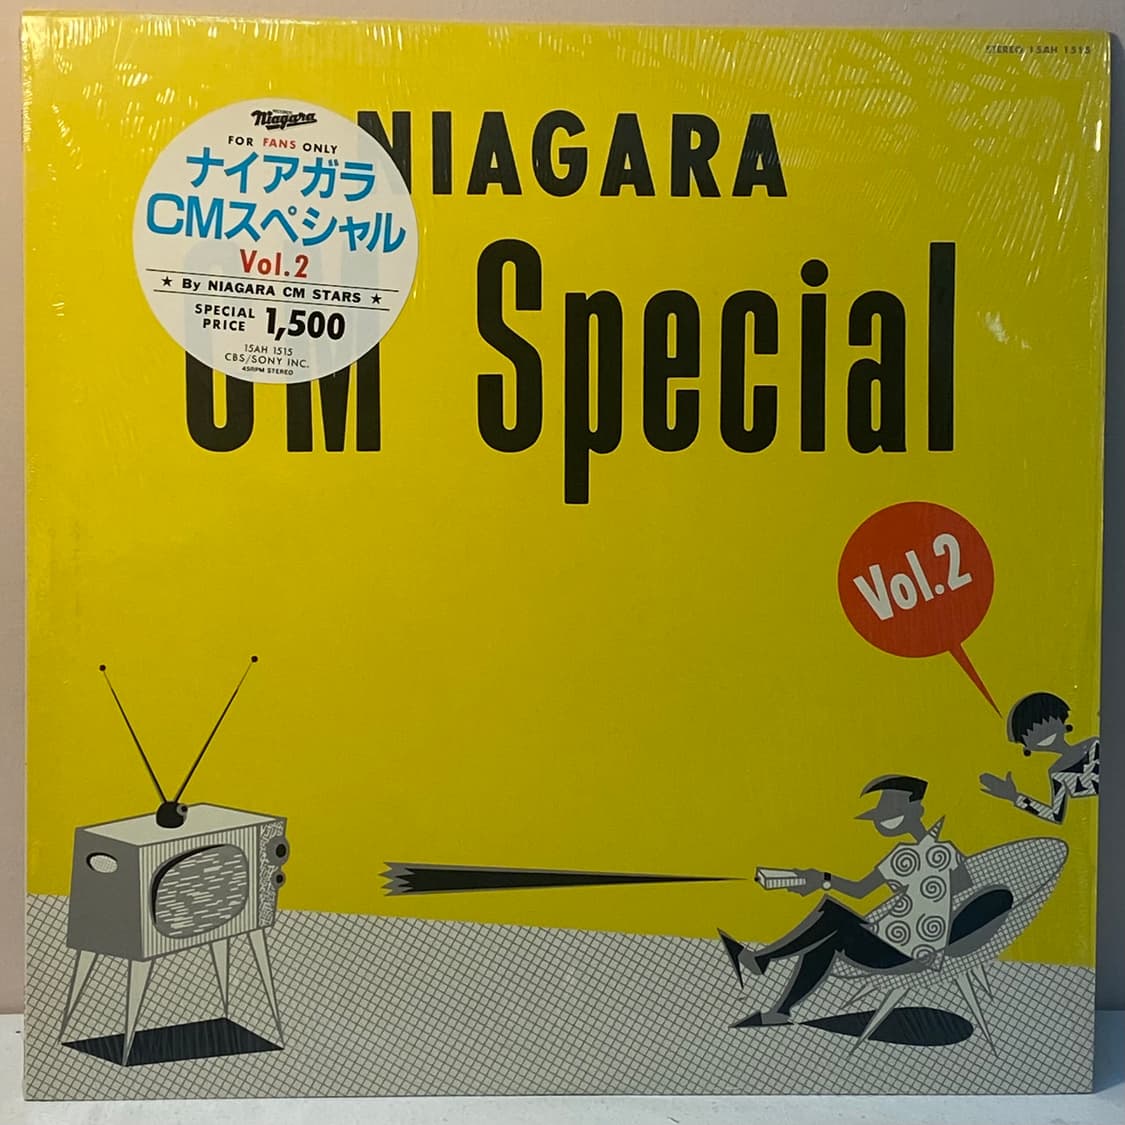 STEREO 15AH 1515
NIAGARA
CM Special
RECORDS
Niagara
FOR FANS ONLY
ナイアガラ
CMスペシャル
Vol.2
★ By NIAGARA CM STARS ★
SPECIAL
PRICE 1,500
15AH 1515
CBS/SONY INC.
45RPM STEREO
Vol.2